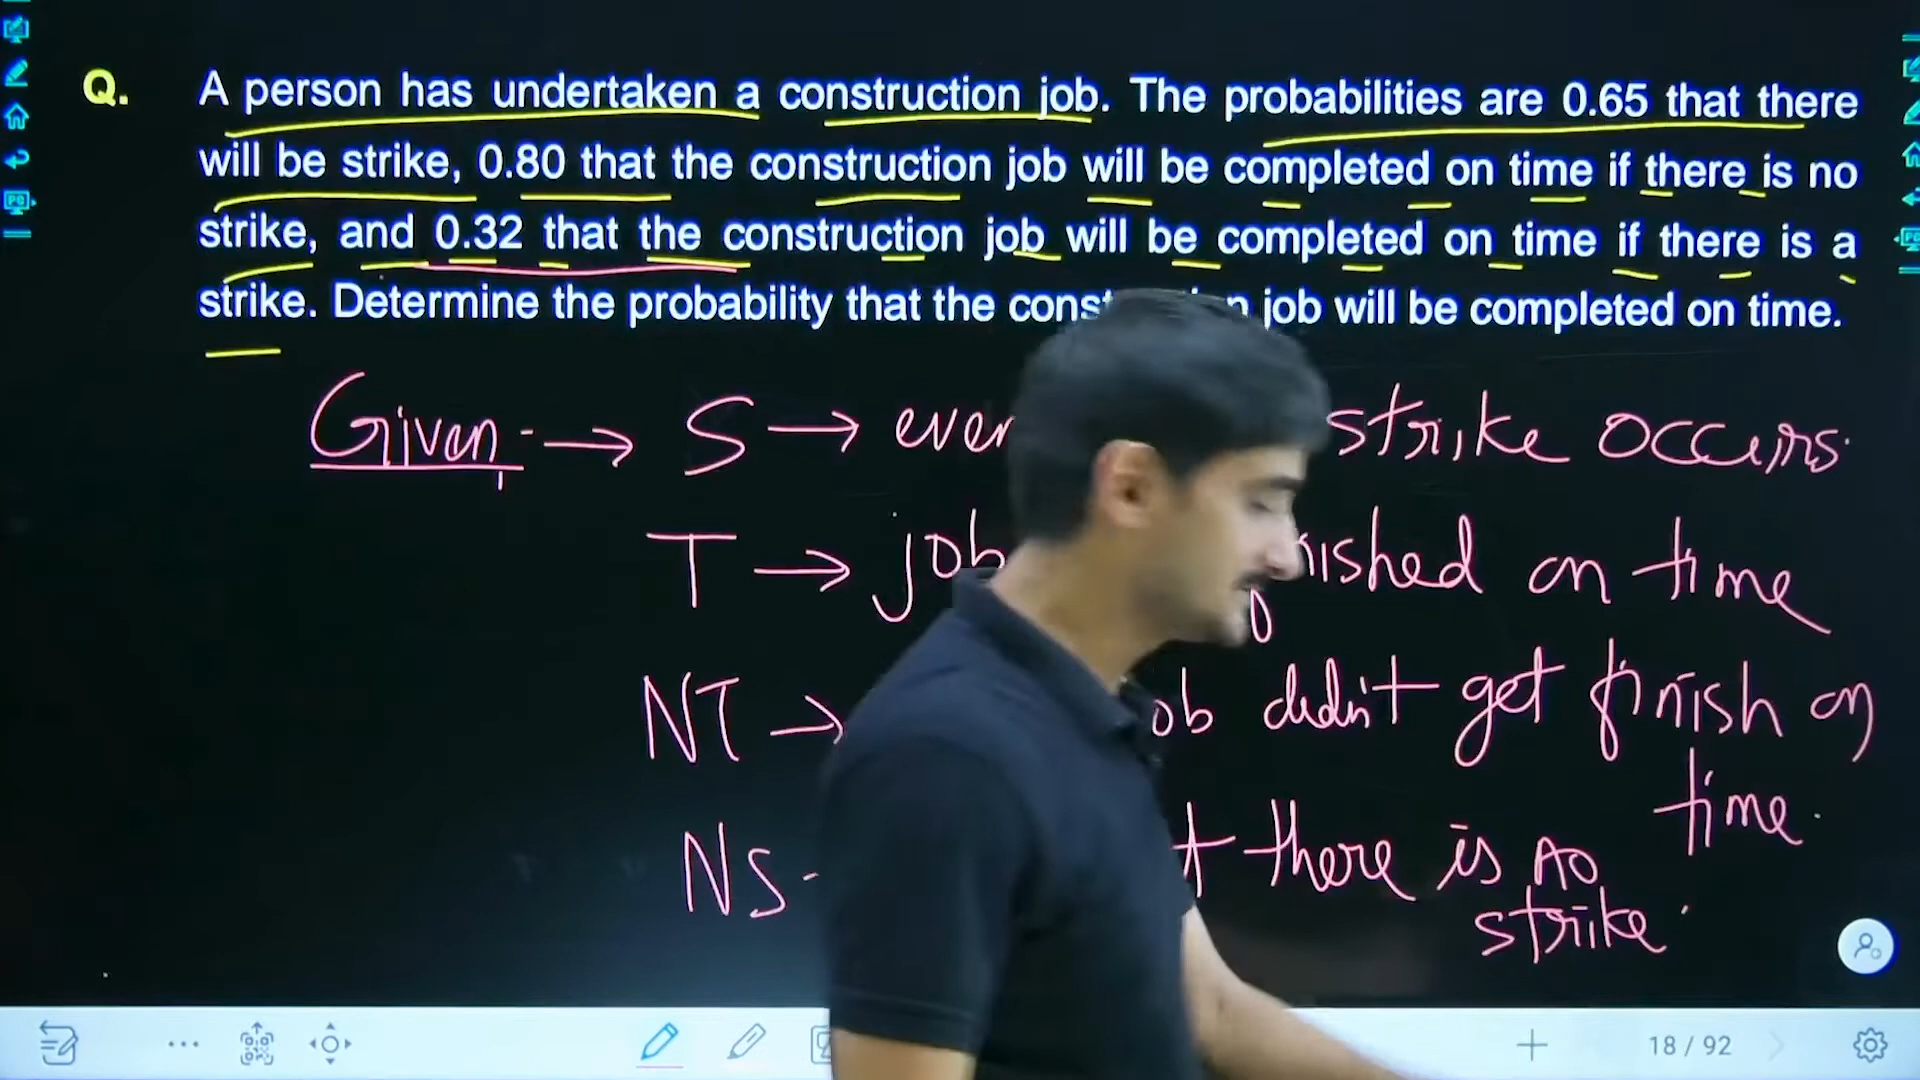 Q. A person has undertaken a construction job. The probabilities are 0.65 that there
will be strike, 0.80 that the construction job will be completed on time if there is no
strike, and 0.32 that the construction job will be completed on time if there is a
strike. Determine the probability that the job will be completed on time.
Given:- → S → strike occurs.
T → job on time
NT → didn't get finish on
time.
NS - there is no
strike.
18 / 92